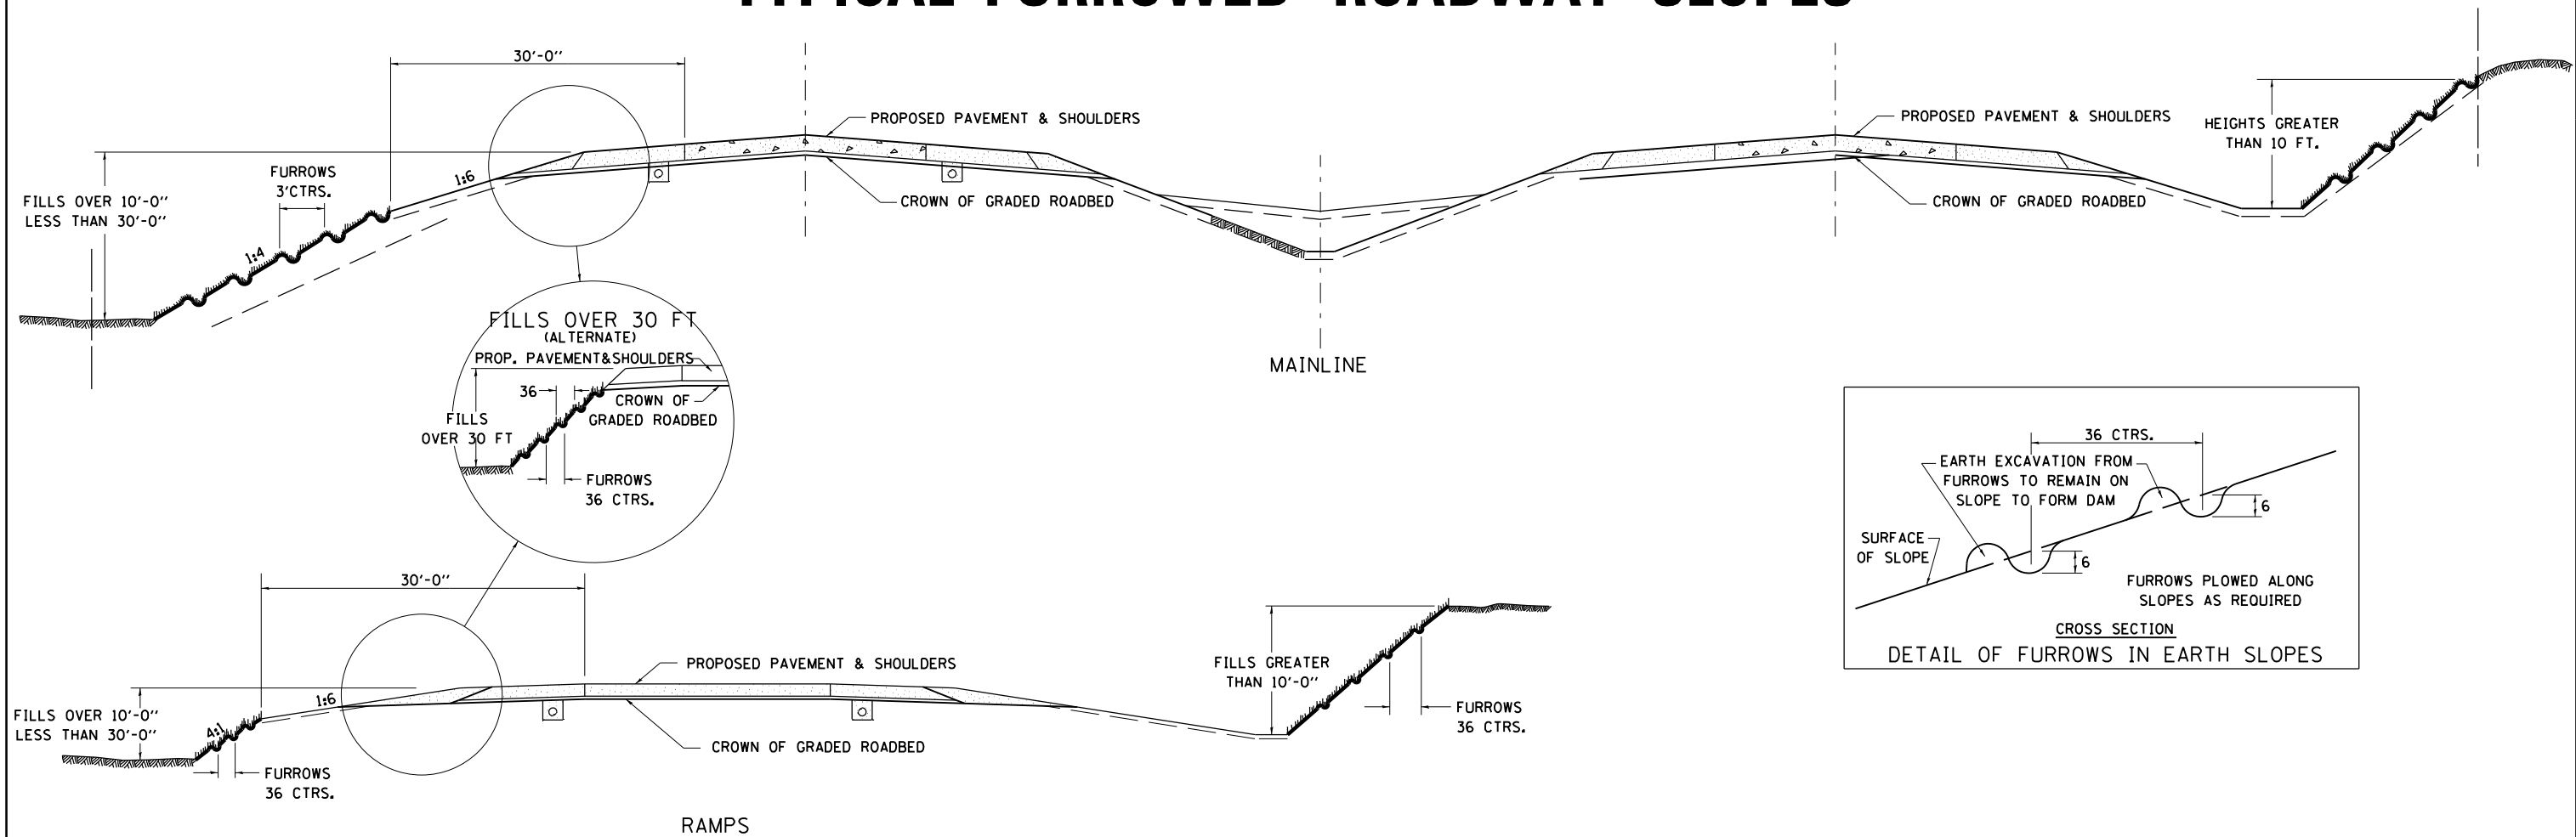 TYPICAL FURROWED ROADWAY SLOPES
30'-0"
PROPOSED PAVEMENT & SHOULDERS
PROPOSED PAVEMENT & SHOULDERS
HEIGHTS GREATER
THAN 10 FT.
FURROWS
3'CTRS.
1:6
FILLS OVER 10'-0"
LESS THAN 30'-0"
CROWN OF GRADED ROADBED
CROWN OF GRADED ROADBED
1:4
MAINLINE
FILLS OVER 30 FT
(ALTERNATE)
PROP. PAVEMENT&SHOULDERS
36
CROWN OF
GRADED ROADBED
FILLS
OVER 30 FT
FURROWS
36 CTRS.
36 CTRS.
EARTH EXCAVATION FROM
FURROWS TO REMAIN ON
SLOPE TO FORM DAM
6
SURFACE
OF SLOPE
6
FURROWS PLOWED ALONG
SLOPES AS REQUIRED
CROSS SECTION
DETAIL OF FURROWS IN EARTH SLOPES
30'-0"
PROPOSED PAVEMENT & SHOULDERS
FILLS GREATER
THAN 10'-0"
1:6
FILLS OVER 10'-0"
LESS THAN 30'-0"
4:1
FURROWS
36 CTRS.
CROWN OF GRADED ROADBED
FURROWS
36 CTRS.
RAMPS